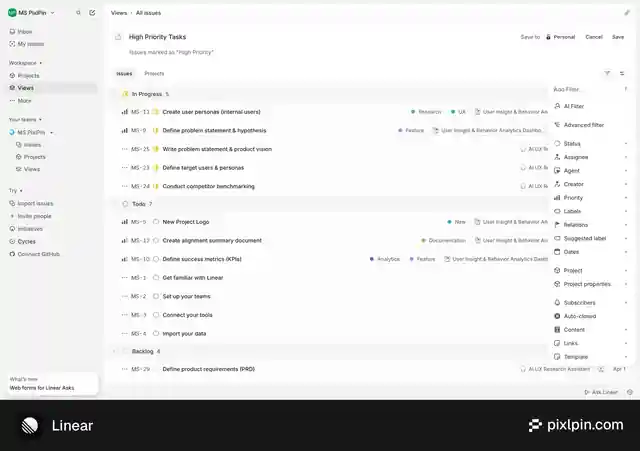 MS PixlPin
Inbox
My issues
Workspace
Projects
Views
More
Your teams
MS PixlPin
Issues
Projects
Views
Try
Import issues
Invite people
Initiatives
Cycles
Connect GitHub
What's new
Web forms for Linear Asks
Views › All issues
High Priority Tasks
Save to Personal Cancel Save
Issues marked as "High Priority"
Issues Projects
In Progress 5
MS-11 Create user personas (internal users) Research UX User Insight & Behavior An
MS-9 Define problem statement & hypothesis Feature User Insight & Behavior Analytics Dashbo..
MS-25 Write problem statement & product vision AI UX Re
MS-23 Define target users & personas AI UX Re
MS-24 Conduct competitor benchmarking AI UX Re
Todo 7
MS-5 New Project Logo New User Insight & Behavior An
MS-12 Create alignment summary document Documentation User Insight & Behavior An
MS-10 Define success metrics (KPIs) Analytics Feature User Insight & Behavior Analytics Dashb
MS-1 Get familiar with Linear
MS-2 Set up your teams
MS-3 Connect your tools
MS-4 Import your data
Backlog 4
MS-29 Define product requirements (PRD) AI UX Research Assistant Apr 1
Add Filter...
AI Filter
Advanced filter
Status
Assignee
Agent
Creator
Priority
Labels
Relations
Suggested label
Dates
Project
Project properties
Subscribers
Auto-closed
Content
Links
Template
Ask Linear
Linear
pixlpin.com